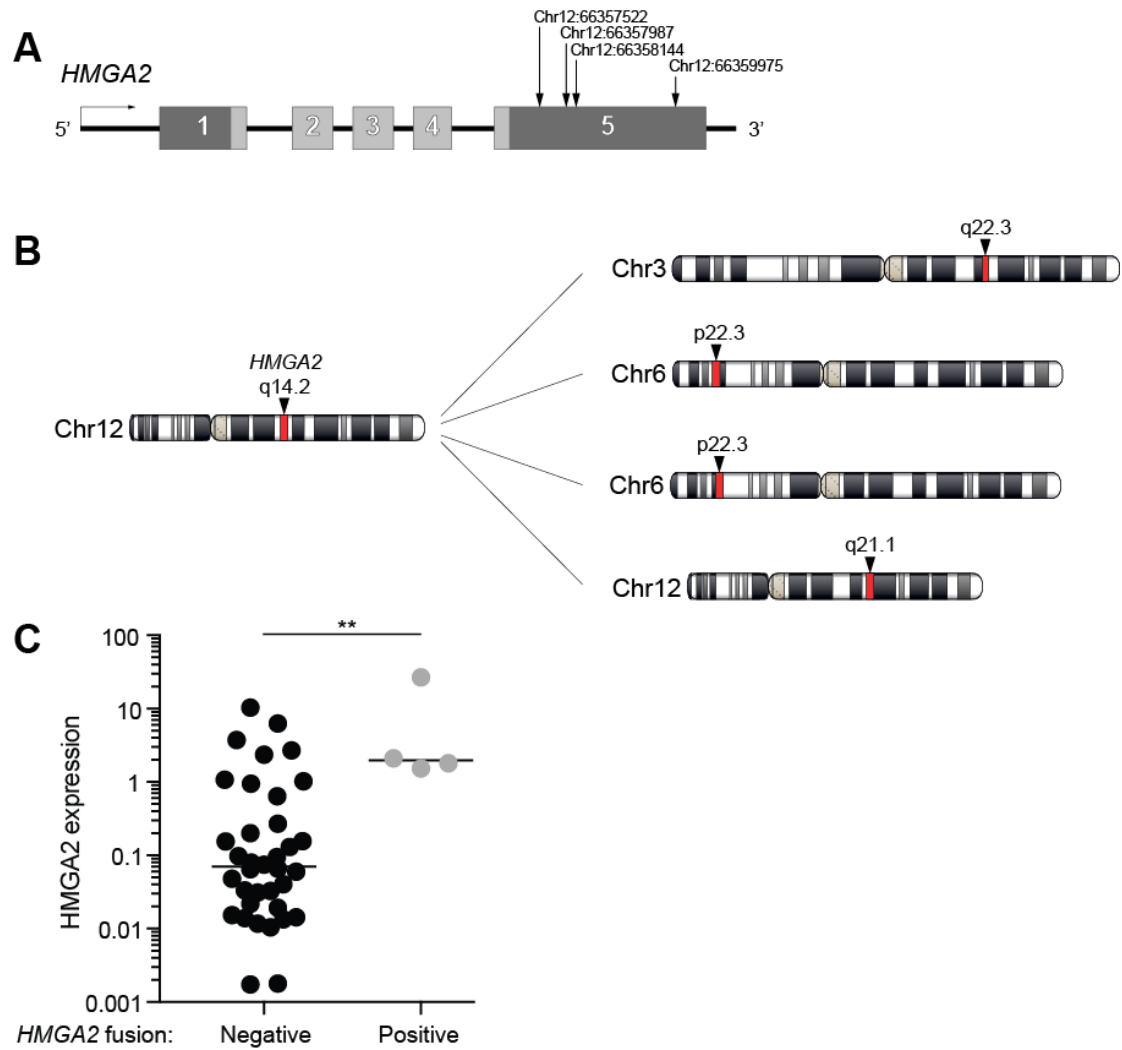 A
HMGA2
Chr12:66357522
Chr12:66357987
Chr12:66358144
Chr12:66359975
5' 1 2 3 4 5 3'
B
HMGA2
q14.2
Chr12
q22.3
Chr3
p22.3
Chr6
p22.3
Chr6
q21.1
Chr12
C
**
HMGA2 expression
100
10
1
0.1
0.01
0.001
HMGA2 fusion: Negative Positive